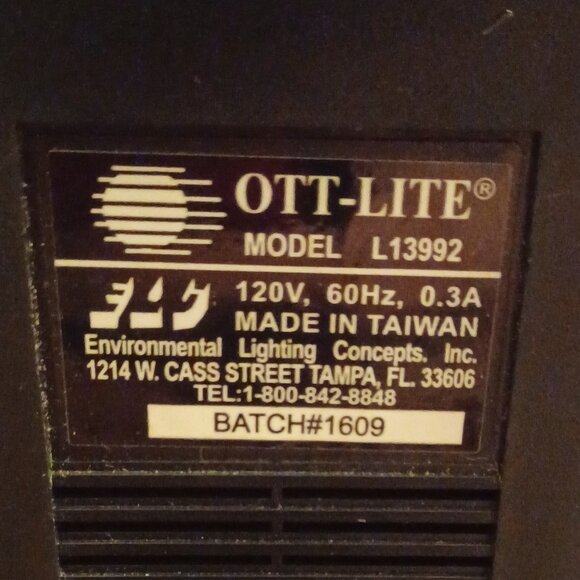 OTT-LITE®
MODEL L13992
ELC
120V, 60Hz, 0.3A
MADE IN TAIWAN
Environmental Lighting Concepts. Inc.
1214 W. CASS STREET TAMPA, FL. 33606
TEL:1-800-842-8848
BATCH#1609